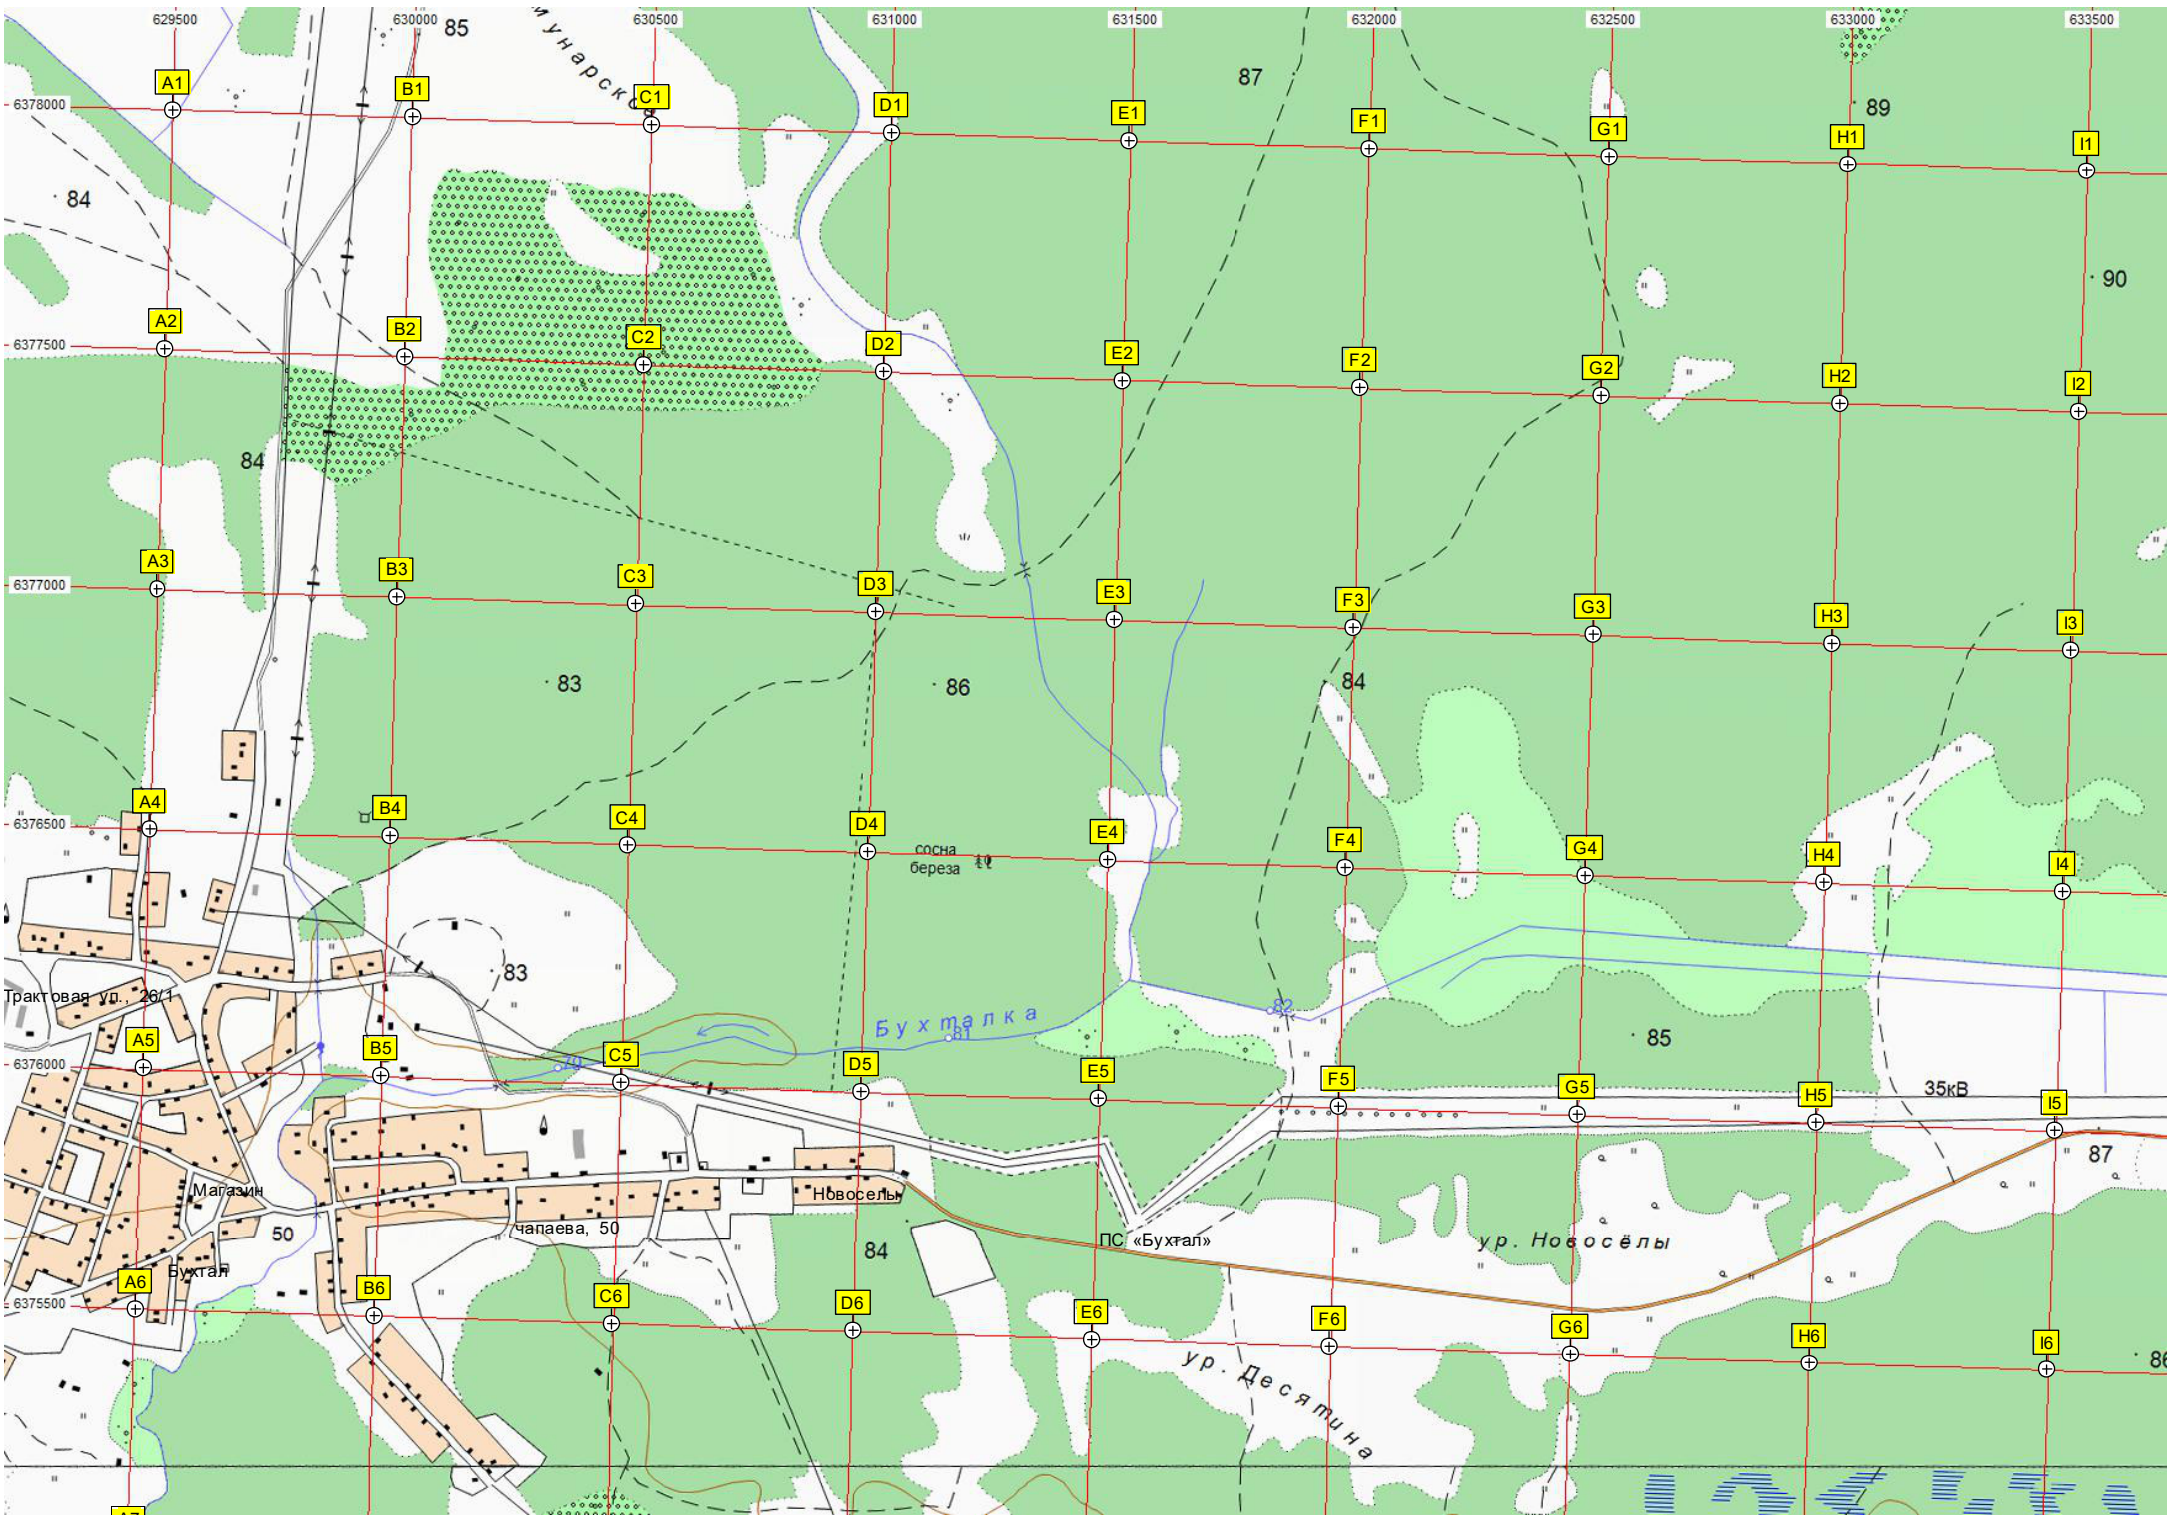 629500 630000 630500 631000 631500 632000 632500 633000 633500
85
87
89
6378000
A1 B1 C1 D1 E1 F1 G1 H1 I1
84
90
6377500
A2 B2 C2 D2 E2 F2 G2 H2 I2
84
6377000
A3 B3 C3 D3 E3 F3 G3 H3 I3
83
86
84
6376500
A4 B4 C4 D4 E4 F4 G4 H4 I4
сосна
береза
83
Трактовая ул., 26/1
Бухталка
81
82
85
6376000
A5 B5 C5 D5 E5 F5 G5 H5 I5
79
35кВ
87
Магазин
Новоселы
чапаева, 50
50
84
ПС «Бухтал»
ур. Новосёлы
Бухтал
6375500
A6 B6 C6 D6 E6 F6 G6 H6 I6
86
ур. Десятина